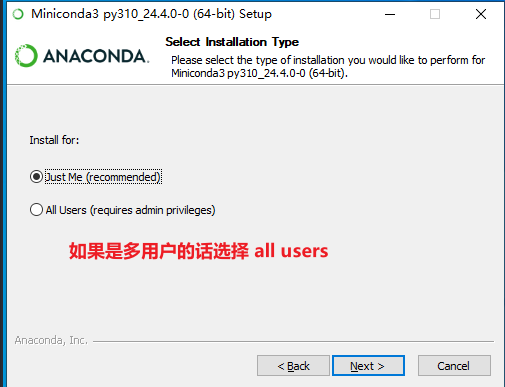 Miniconda3 py310_24.4.0-0 (64-bit) Setup
ANACONDA.
Select Installation Type
Please select the type of installation you would like to perform for
Miniconda3 py310_24.4.0-0 (64-bit).
Install for:
Just Me (recommended)
All Users (requires admin privileges)
如果是多用户的话选择 all users
Anaconda, Inc.
< Back
Next >
Cancel